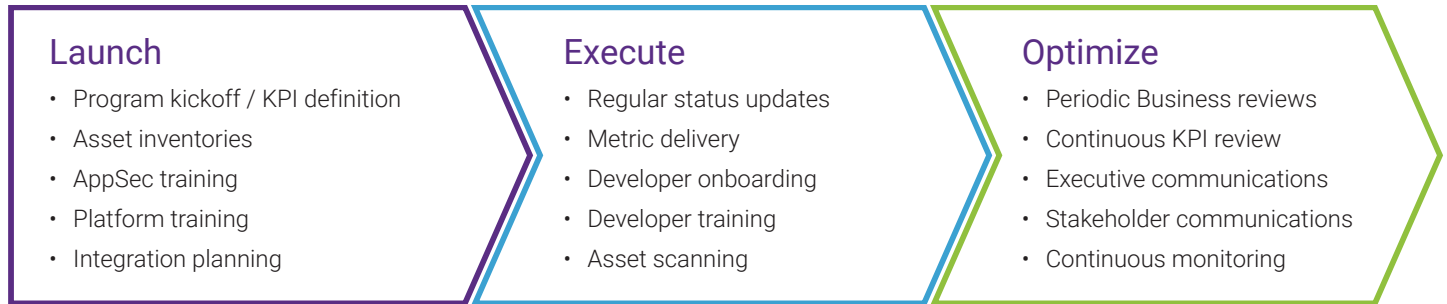 Launch
• Program kickoff / KPI definition
• Asset inventories
• AppSec training
• Platform training
• Integration planning
Execute
• Regular status updates
• Metric delivery
• Developer onboarding
• Developer training
• Asset scanning
Optimize
• Periodic Business reviews
• Continuous KPI review
• Executive communications
• Stakeholder communications
• Continuous monitoring